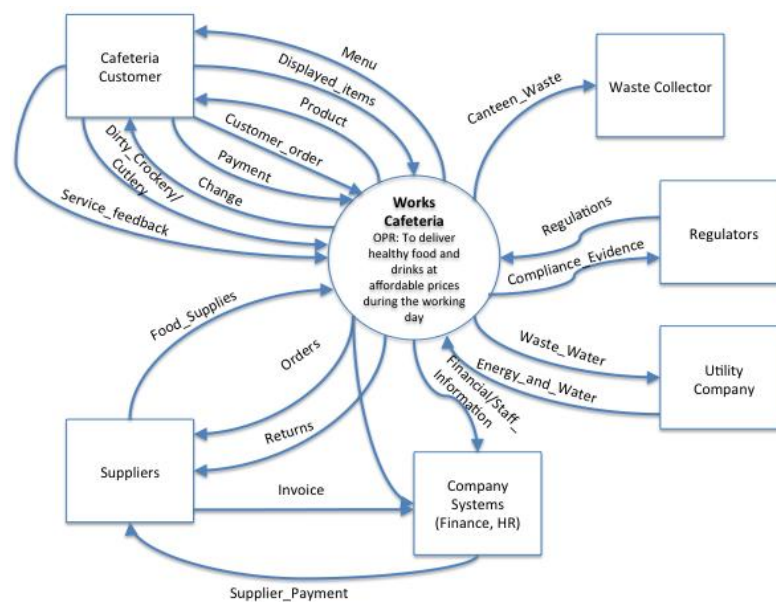 Cafeteria
Customer
Menu
Displayed_items
Product
Customer_order
Payment
Dirty_Crockery/
Cutlery
Change
Service_feedback
Canteen_Waste
Waste Collector
Works
Cafeteria
OPR: To deliver
healthy food and
drinks at
affordable prices
during the working
day
Regulations
Compliance_Evidence
Regulators
Waste_Water
Energy_and_Water
Utility
Company
Food_Supplies
Orders
Returns
Financial/Staff_
Information
Suppliers
Invoice
Company
Systems
(Finance, HR)
Supplier_Payment